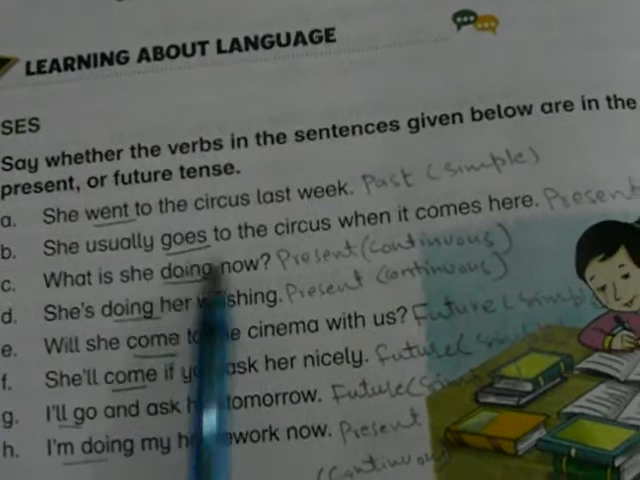 LEARNING ABOUT LANGUAGE
SES
Say whether the verbs in the sentences given below are in the
present, or future tense.
a. She went to the circus last week. Past (simple)
b. She usually goes to the circus when it comes here. Present
c. What is she doing now? Present (continuous)
d. She's doing her washing. Present (continuous)
e. Will she come to the cinema with us? Future (simple
f. She'll come if you ask her nicely. Future (simple
g. I'll go and ask her tomorrow. Future (sim
h. I'm doing my homework now. Present
(Continuou